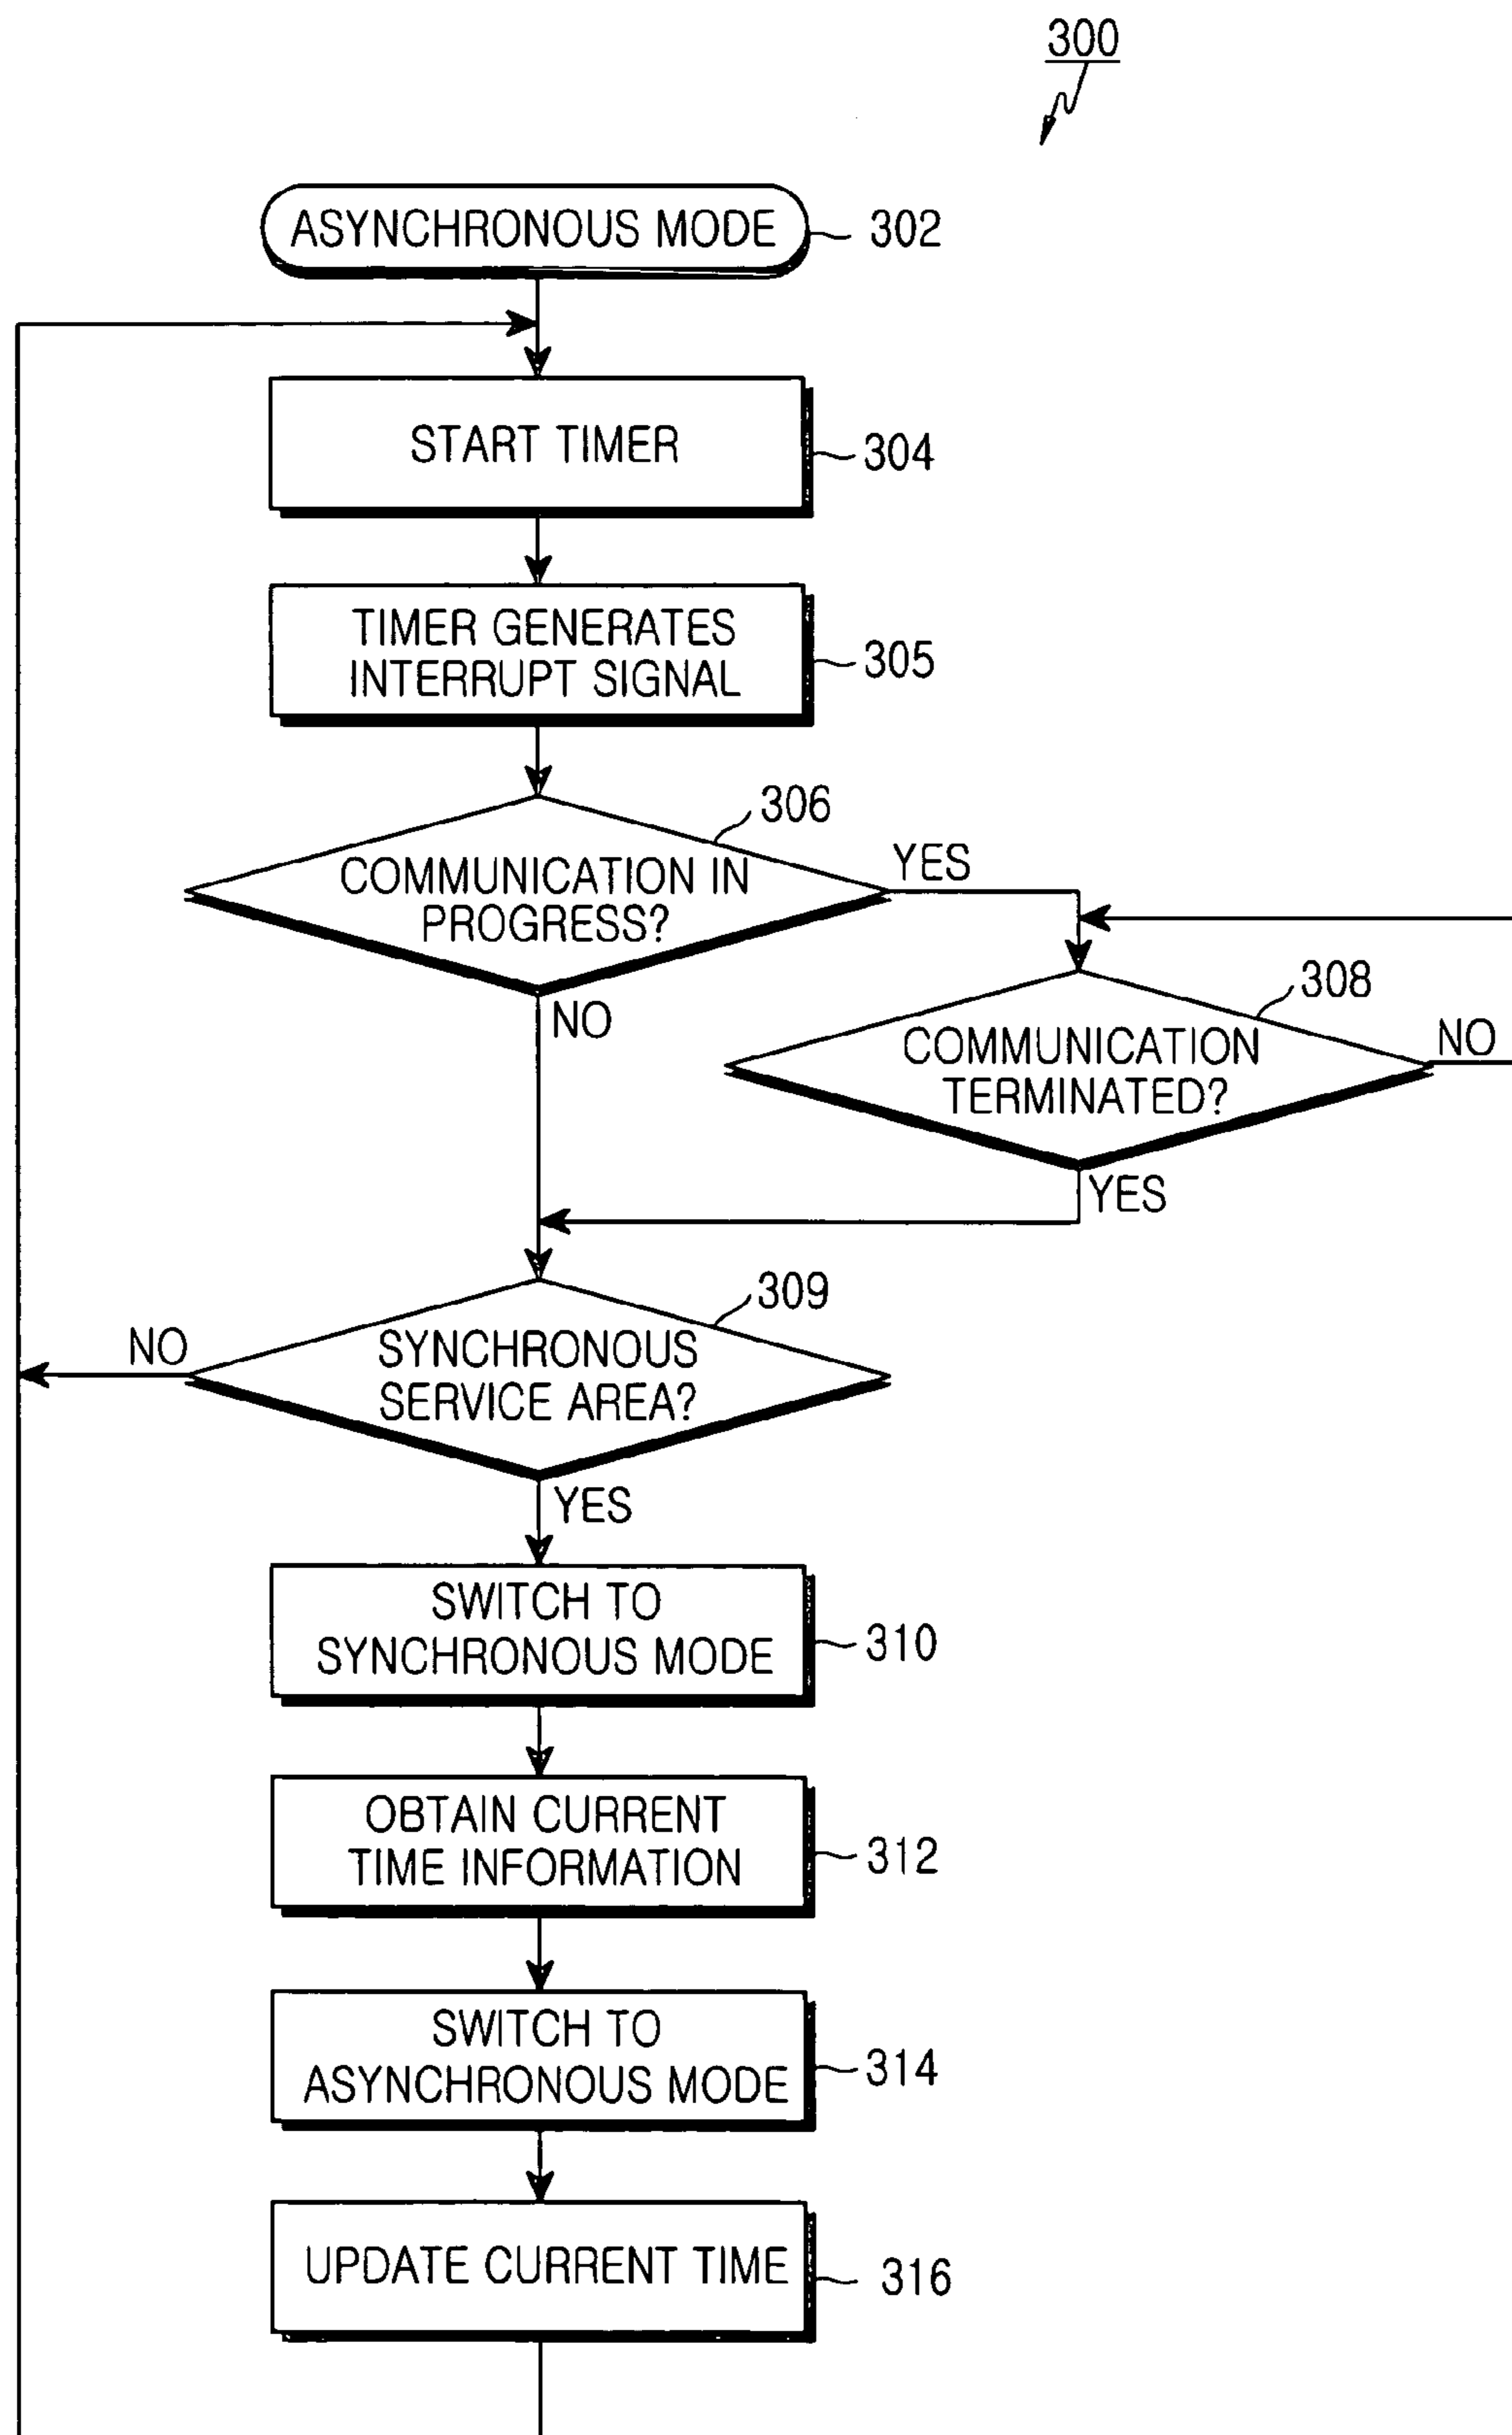 300
ASYNCHRONOUS MODE
302
START TIMER
304
TIMER GENERATES
INTERRUPT SIGNAL
305
306
COMMUNICATION IN
PROGRESS?
YES
NO
308
COMMUNICATION
TERMINATED?
NO
YES
309
SYNCHRONOUS
SERVICE AREA?
NO
YES
SWITCH TO
SYNCHRONOUS MODE
310
OBTAIN CURRENT
TIME INFORMATION
312
SWITCH TO
ASYNCHRONOUS MODE
314
UPDATE CURRENT TIME
316